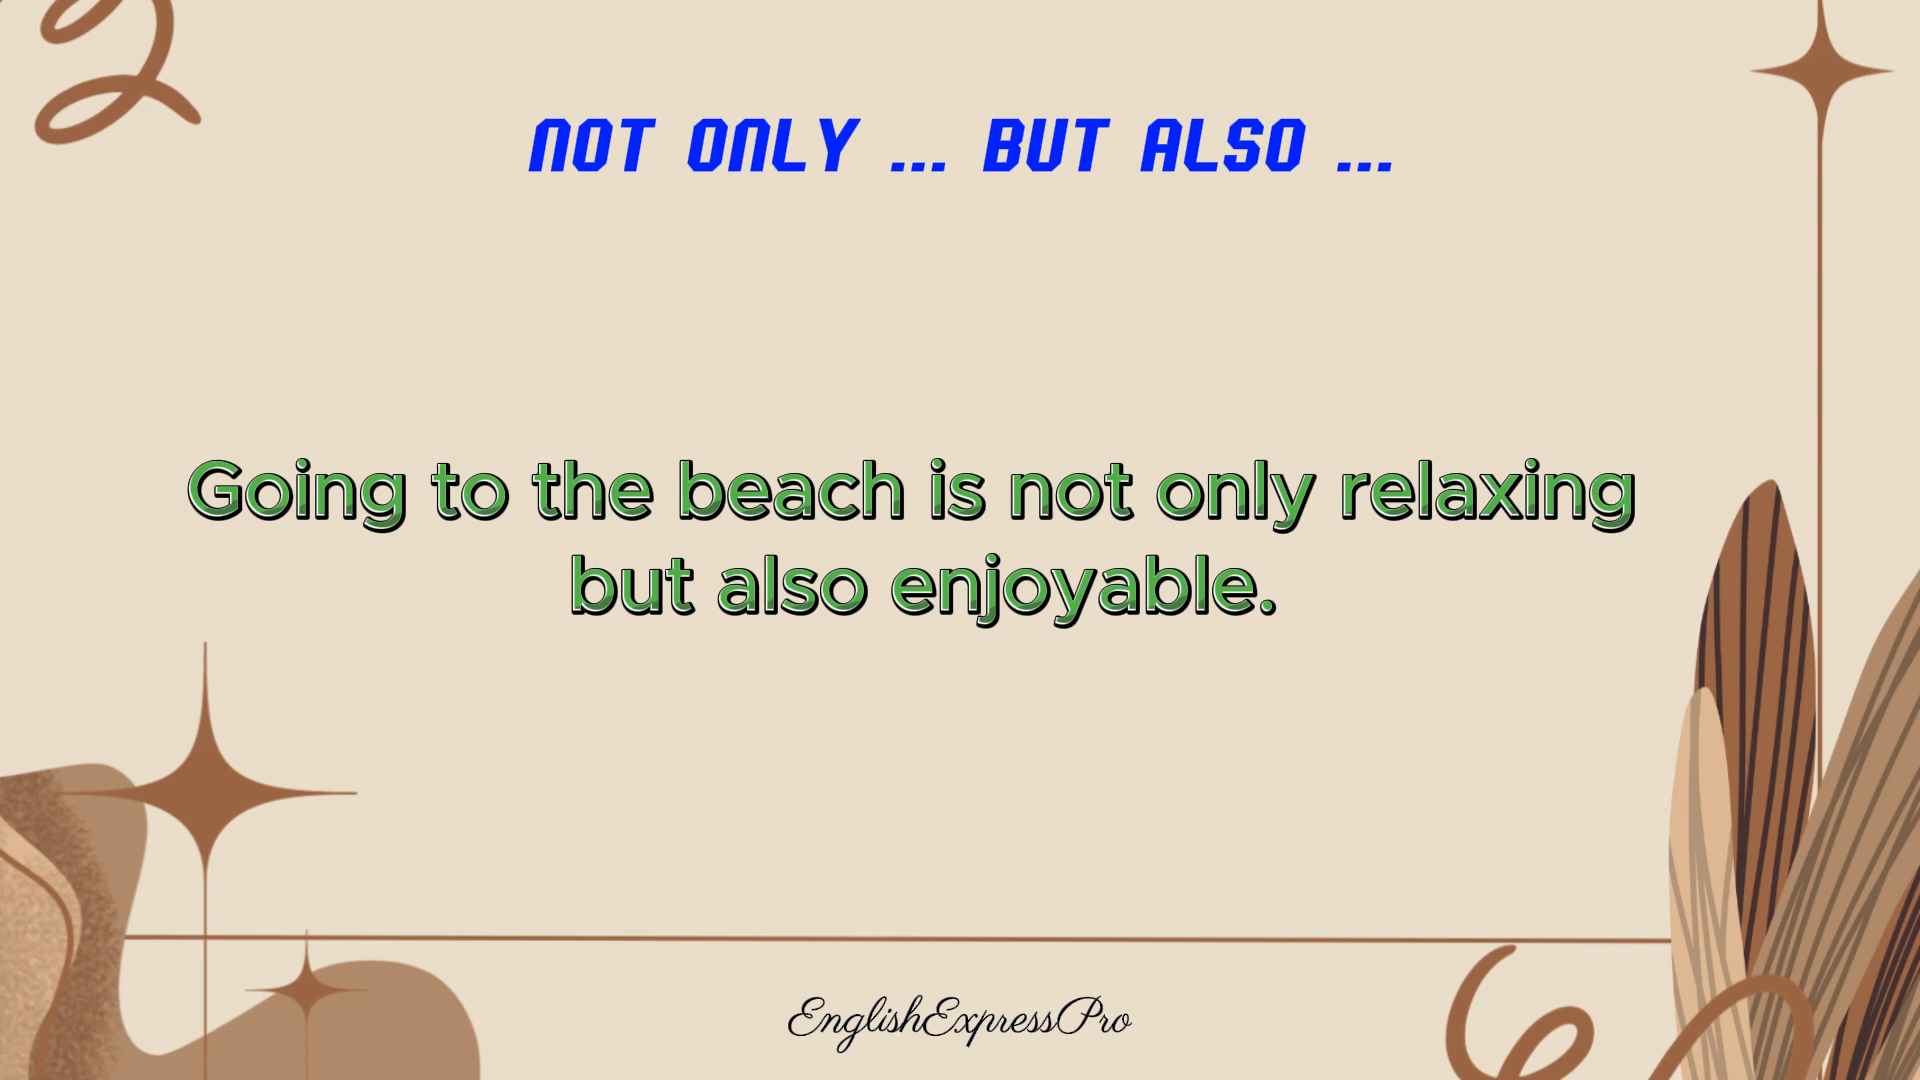 NOT ONLY ... BUT ALSO ...
Going to the beach is not only relaxing
but also enjoyable.
EnglishExpressPro